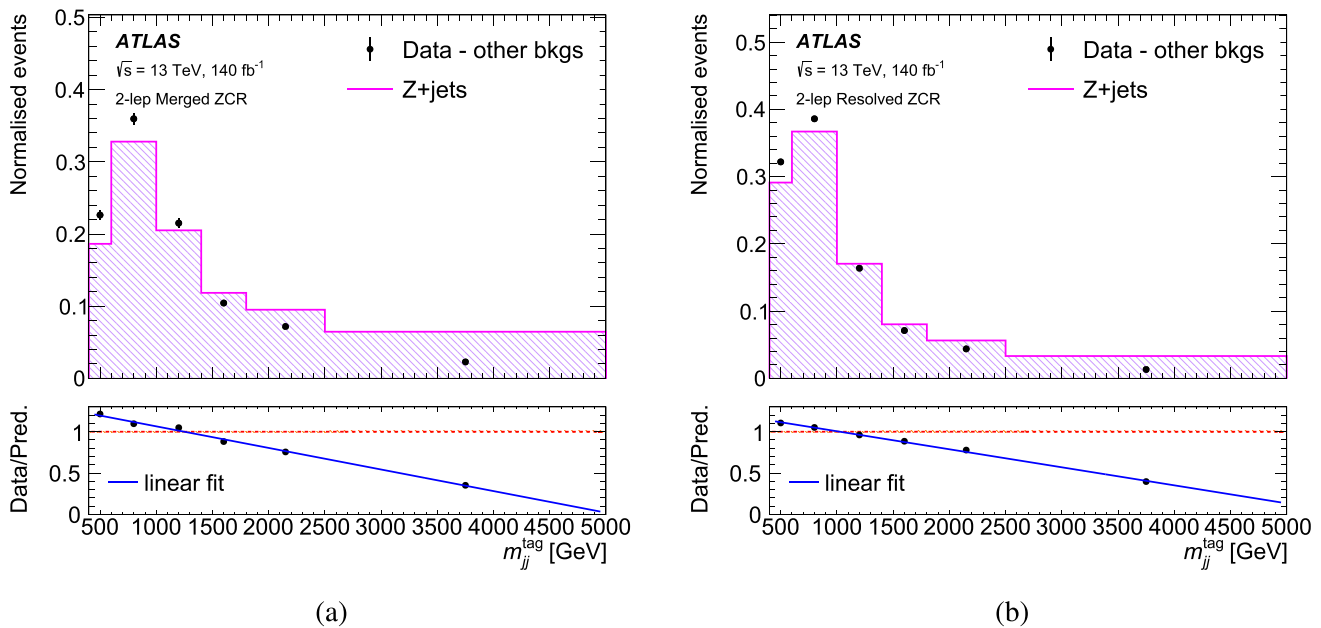 ATLAS
√s = 13 TeV, 140 fb⁻¹
2-lep Merged ZCR
Data - other bkgs
Z+jets
Normalised events
0.5
0.4
0.3
0.2
0.1
0
Data/Pred.
1
0.5
0
linear fit
500 1000 1500 2000 2500 3000 3500 4000 4500 5000
m_jj^tag [GeV]
(a)
ATLAS
√s = 13 TeV, 140 fb⁻¹
2-lep Resolved ZCR
Data - other bkgs
Z+jets
Normalised events
0.5
0.4
0.3
0.2
0.1
0
Data/Pred.
1
0.5
0
linear fit
500 1000 1500 2000 2500 3000 3500 4000 4500 5000
m_jj^tag [GeV]
(b)